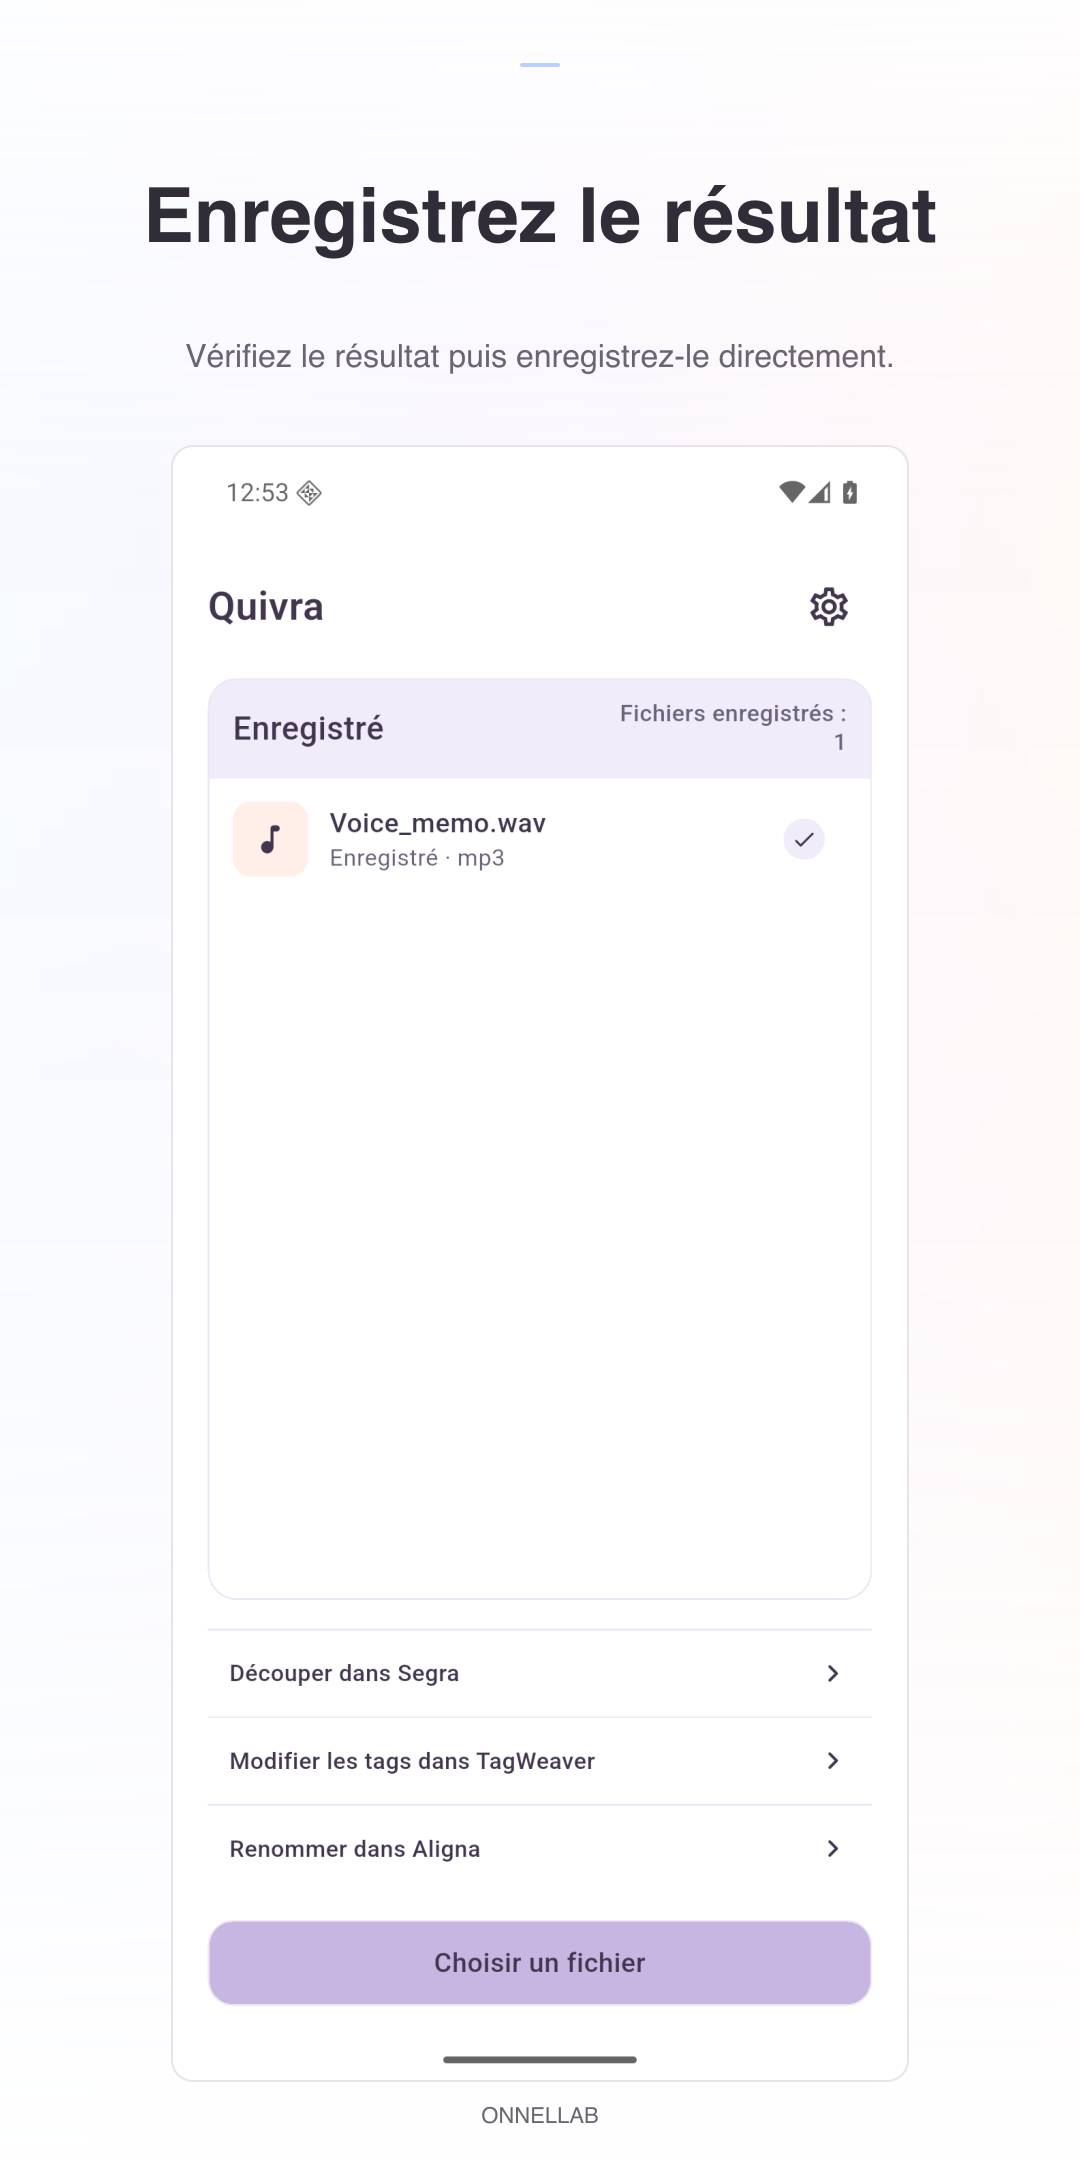 Enregistrez le résultat
Vérifiez le résultat puis enregistrez-le directement.
12:53
Quivra
Enregistré
Fichiers enregistrés :
1
Voice_memo.wav
Enregistré · mp3
Découper dans Segra
Modifier les tags dans TagWeaver
Renommer dans Aligna
Choisir un fichier
ONNELLAB